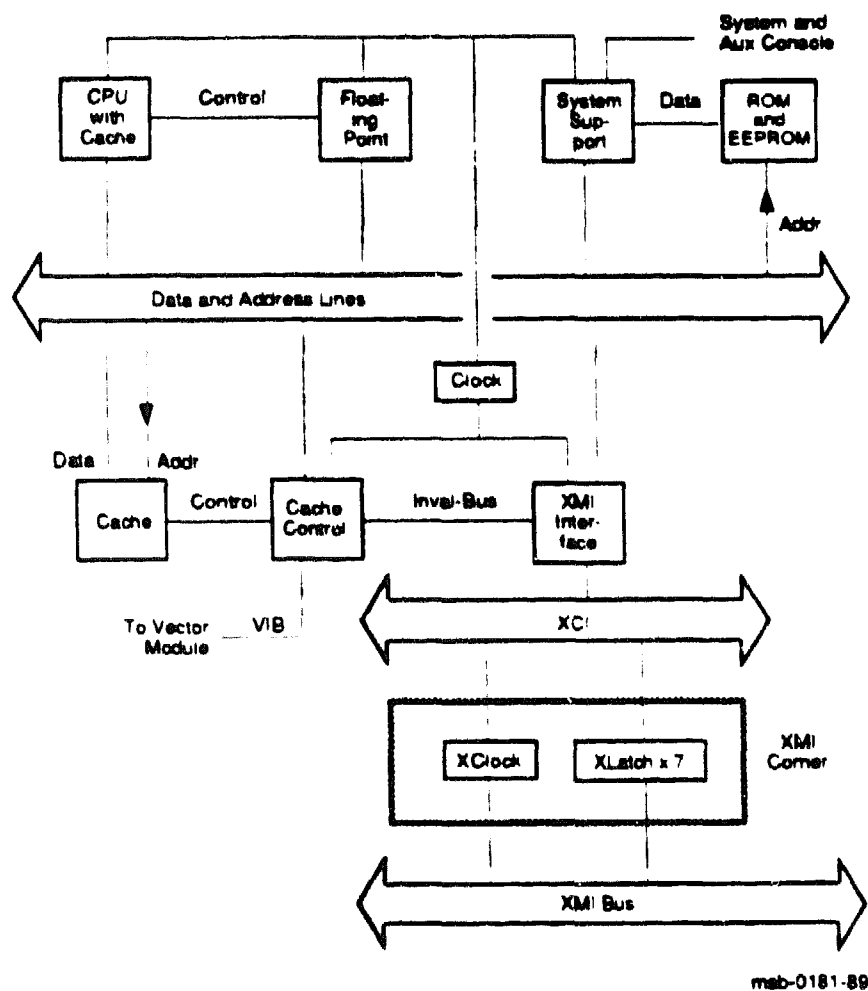 System and
Aux Console
CPU
with
Cache
Control
Float-
ing
Point
System
Sup-
port
Data
ROM
and
EEPROM
Addr
Data and Address Lines
Clock
Data
Addr
Cache
Control
Cache
Control
Inval-Bus
XMI
Inter-
face
To Vector
Module
VIB
XCI
XClock
XLatch x 7
XMI
Corner
XMI Bus
msb-0181-89